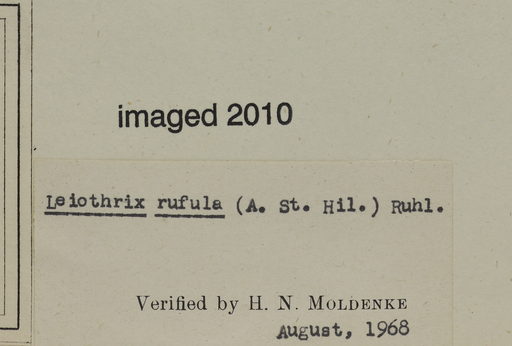 imaged 2010
Leiothrix rufula (A. St. Hil.) Ruhl.
Verified by H. N. MOLDENKE
August, 1968